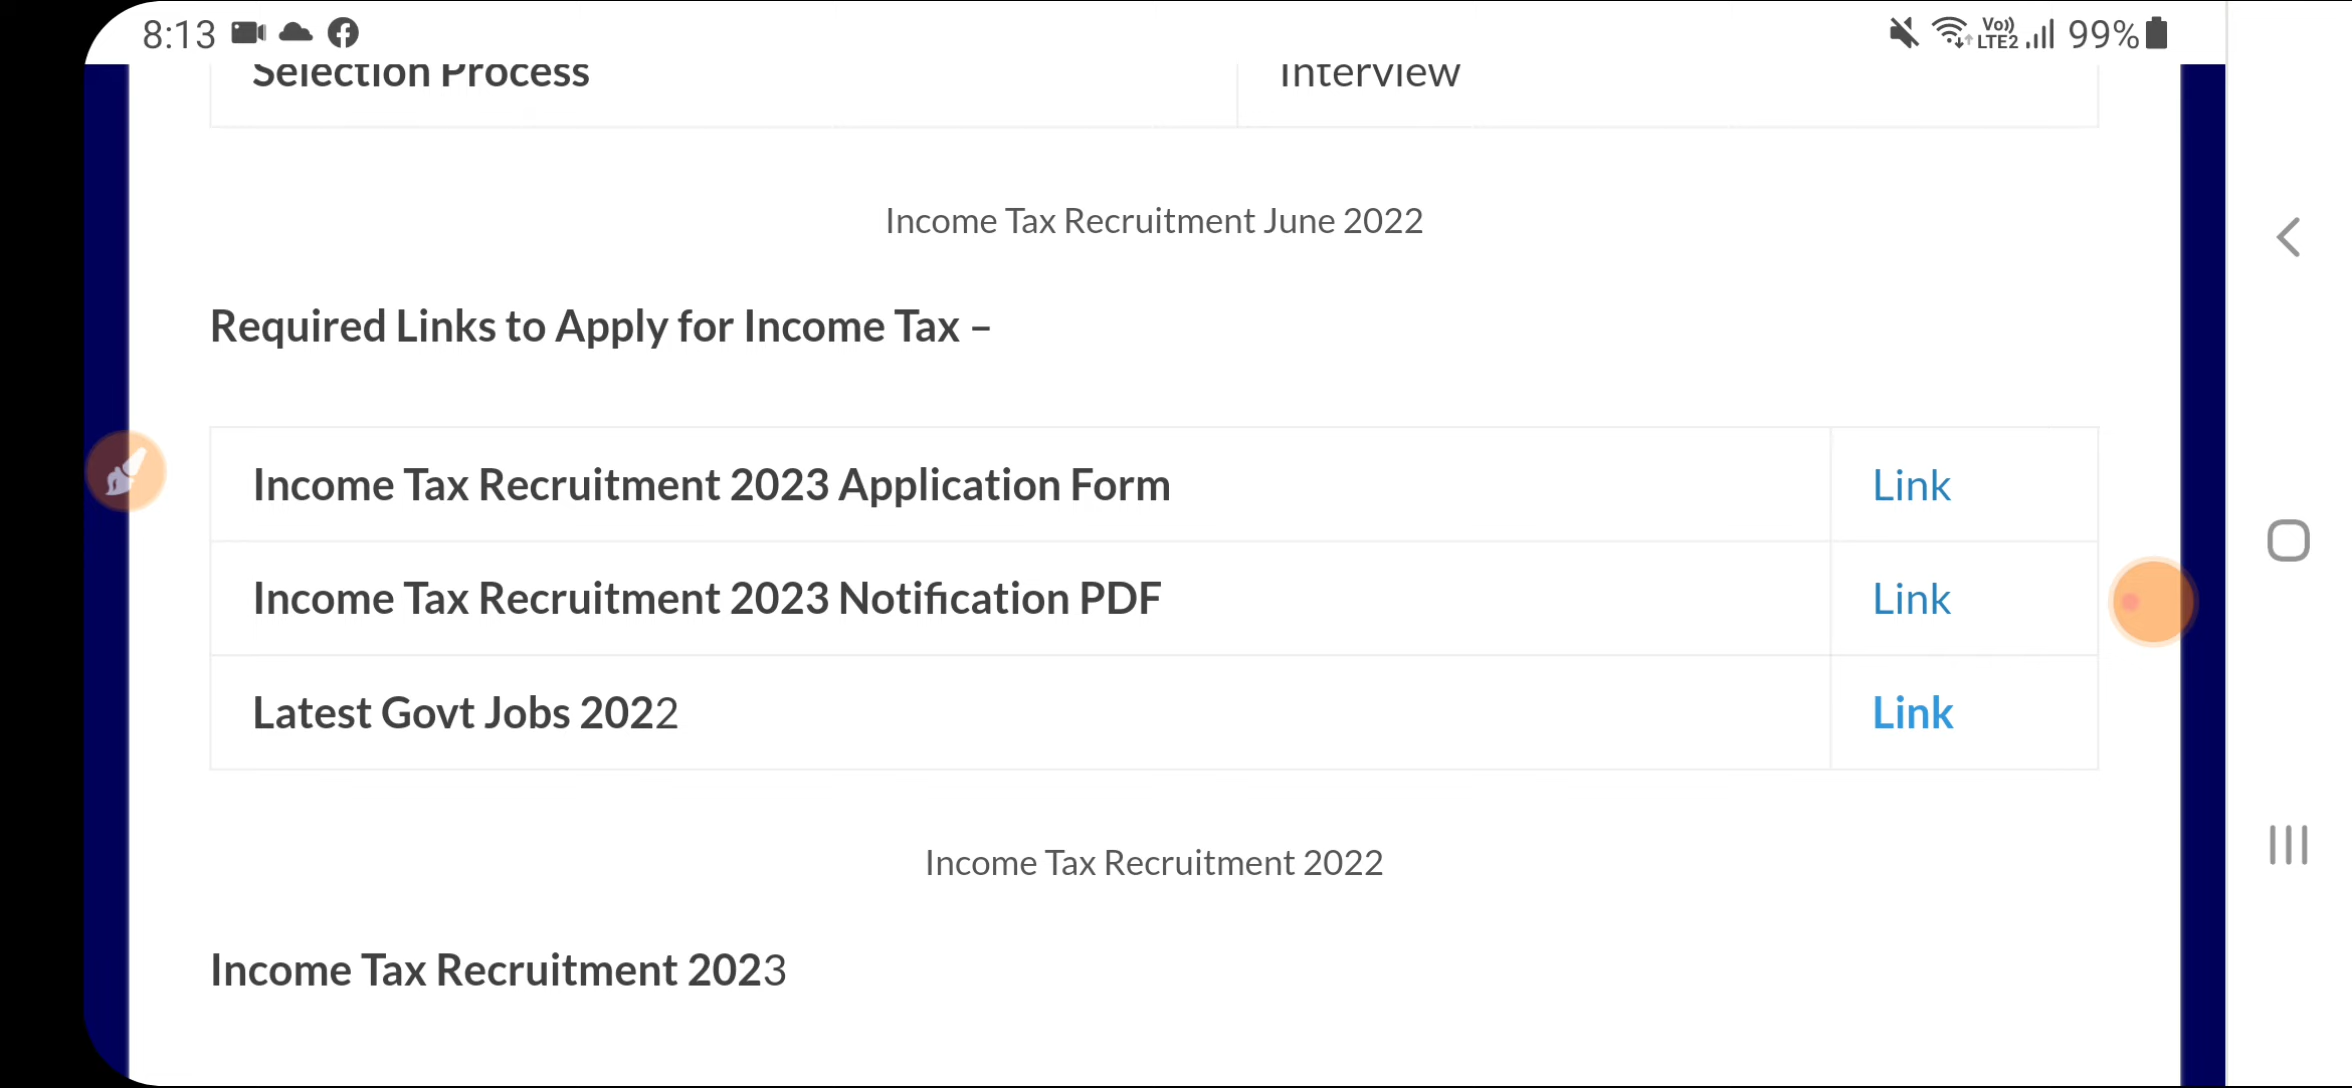 8:13 Vo)) LTE2 99%
Selection Process Interview
Income Tax Recruitment June 2022
Required Links to Apply for Income Tax –
Income Tax Recruitment 2023 Application Form Link
Income Tax Recruitment 2023 Notification PDF Link
Latest Govt Jobs 2022 Link
Income Tax Recruitment 2022
Income Tax Recruitment 2023